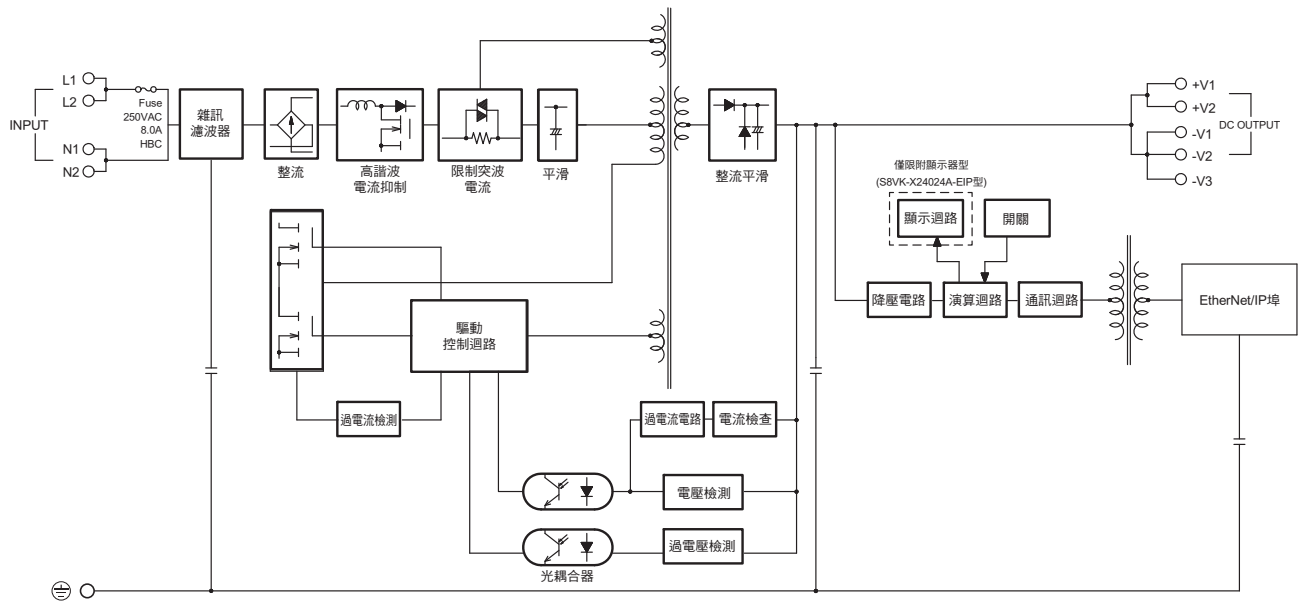 INPUT
L1
L2
N1
N2
Fuse
250VAC
8.0A
HBC
雜訊
濾波器
整流
高諧波
電流抑制
限制突波
電流
平滑
整流平滑
+V1
+V2
-V1
-V2
-V3
DC OUTPUT
僅限附顯示器型
(S8VK-X24024A-EIP型)
顯示迴路
開關
降壓電路
演算迴路
通訊迴路
EtherNet/IP埠
驅動
控制迴路
過電流檢測
過電流電路
電流檢查
電壓檢測
過電壓檢測
光耦合器